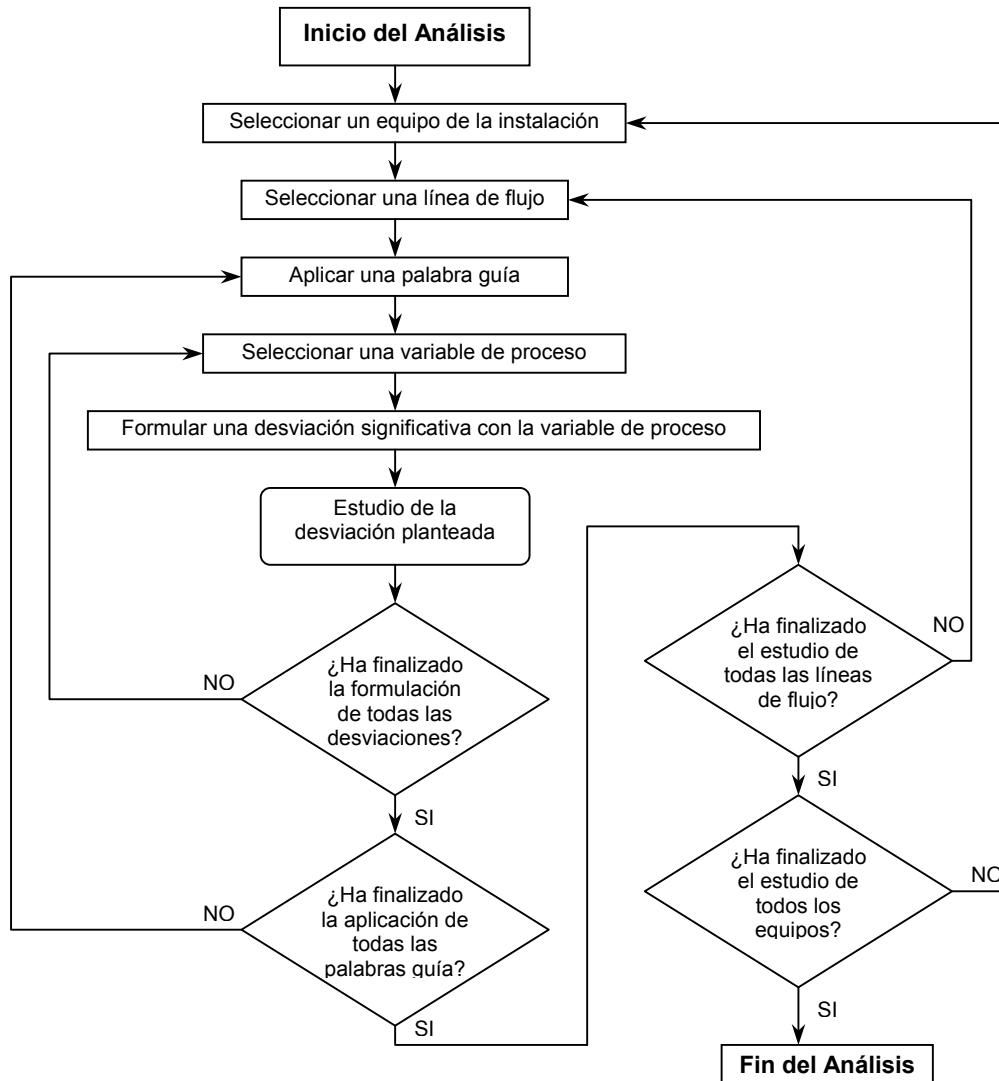 Inicio del Análisis
Seleccionar un equipo de la instalación
Seleccionar una línea de flujo
Aplicar una palabra guía
Seleccionar una variable de proceso
Formular una desviación significativa con la variable de proceso
Estudio de la
desviación planteada
¿Ha finalizado
la formulación
de todas las
desviaciones?
NO
SI
¿Ha finalizado
la aplicación de
todas las
palabras guía?
NO
SI
¿Ha finalizado
el estudio de
todas las líneas
de flujo?
NO
SI
¿Ha finalizado
el estudio de
todos los
equipos?
NO
SI
Fin del Análisis